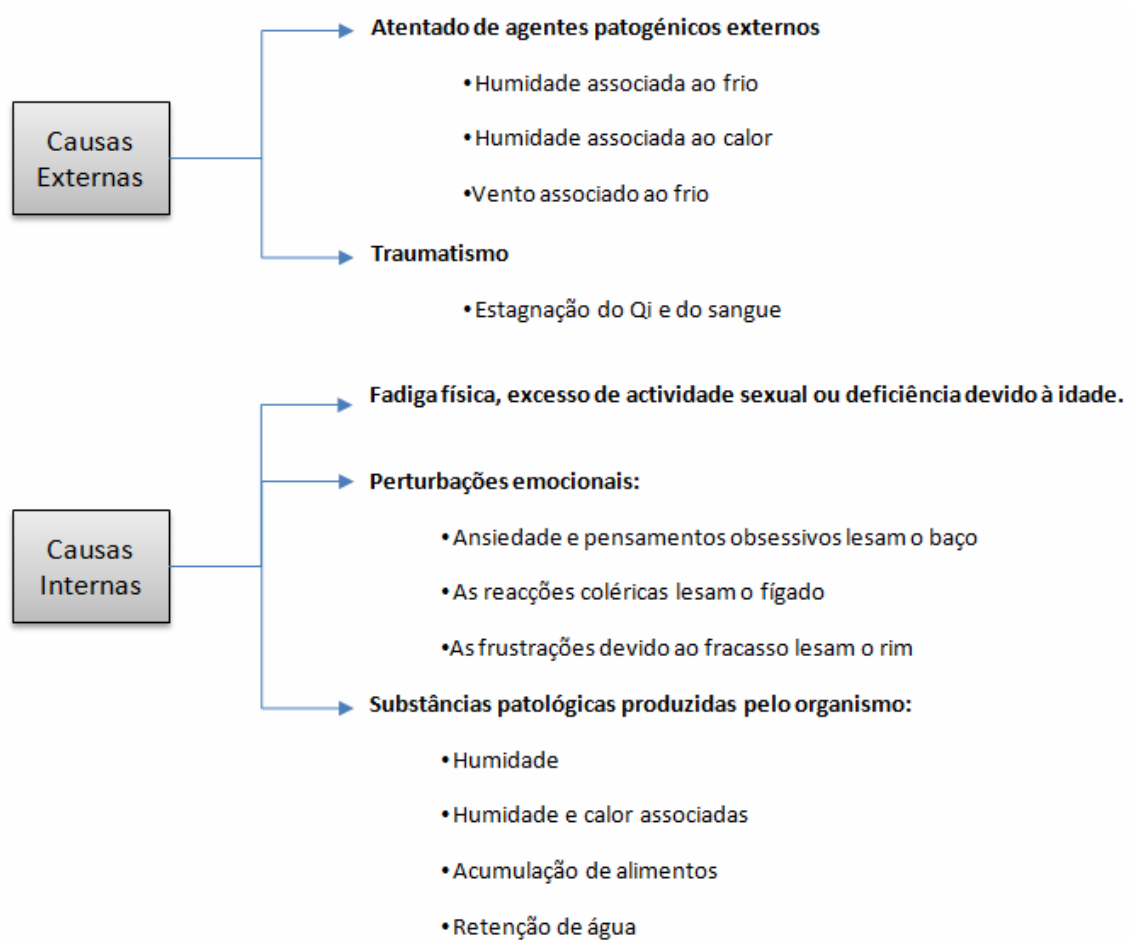 Atentado de agentes patogénicos externos
•Humidade associada ao frio
Causas
Externas
•Humidade associada ao calor
•Vento associado ao frio
Traumatismo
•Estagnação do Qi e do sangue
Fadiga física, excesso de actividade sexual ou deficiência devido à idade.
Perturbações emocionais:
Causas
Internas
•Ansiedade e pensamentos obsessivos lesam o baço
•As reacções coléricas lesam o fígado
•As frustrações devido ao fracasso lesam o rim
Substâncias patológicas produzidas pelo organismo:
•Humidade
•Humidade e calor associadas
•Acumulação de alimentos
•Retenção de água